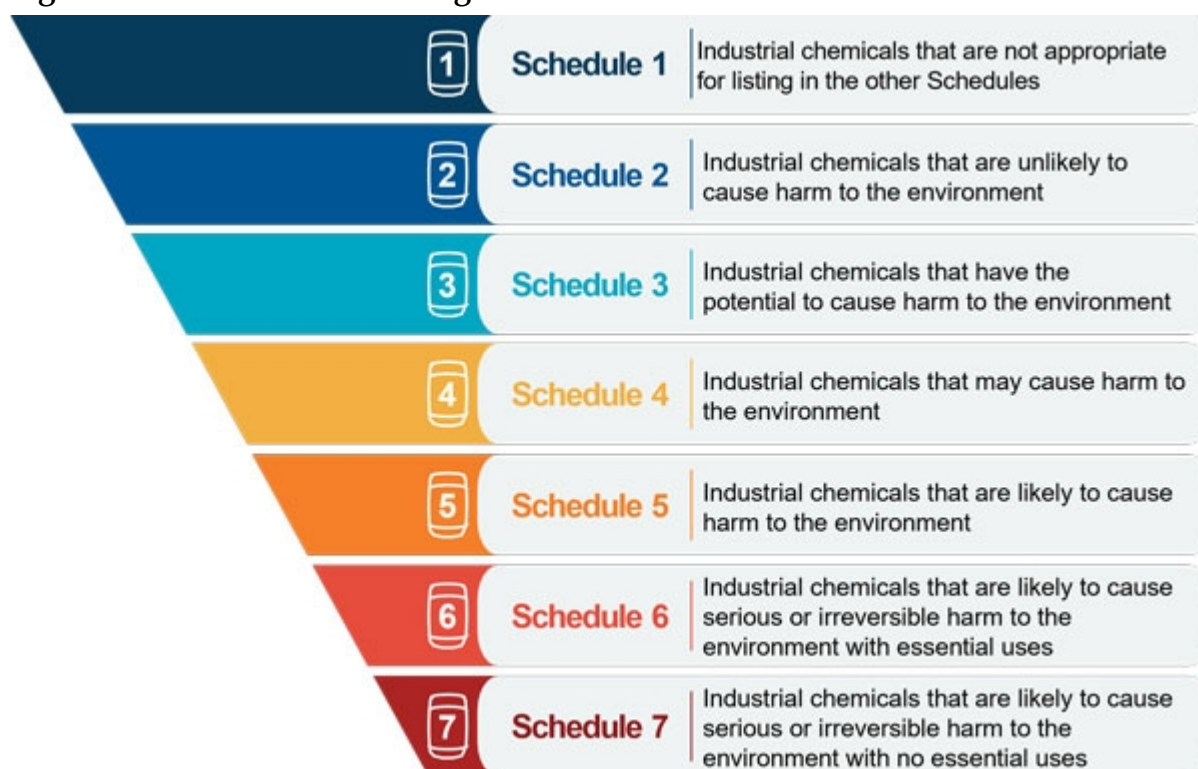 1
Schedule 1
Industrial chemicals that are not appropriate
for listing in the other Schedules
2
Schedule 2
Industrial chemicals that are unlikely to
cause harm to the environment
3
Schedule 3
Industrial chemicals that have the
potential to cause harm to the environment
4
Schedule 4
Industrial chemicals that may cause harm to
the environment
5
Schedule 5
Industrial chemicals that are likely to cause
harm to the environment
6
Schedule 6
Industrial chemicals that are likely to cause
serious or irreversible harm to the
environment with essential uses
7
Schedule 7
Industrial chemicals that are likely to cause
serious or irreversible harm to the
environment with no essential uses